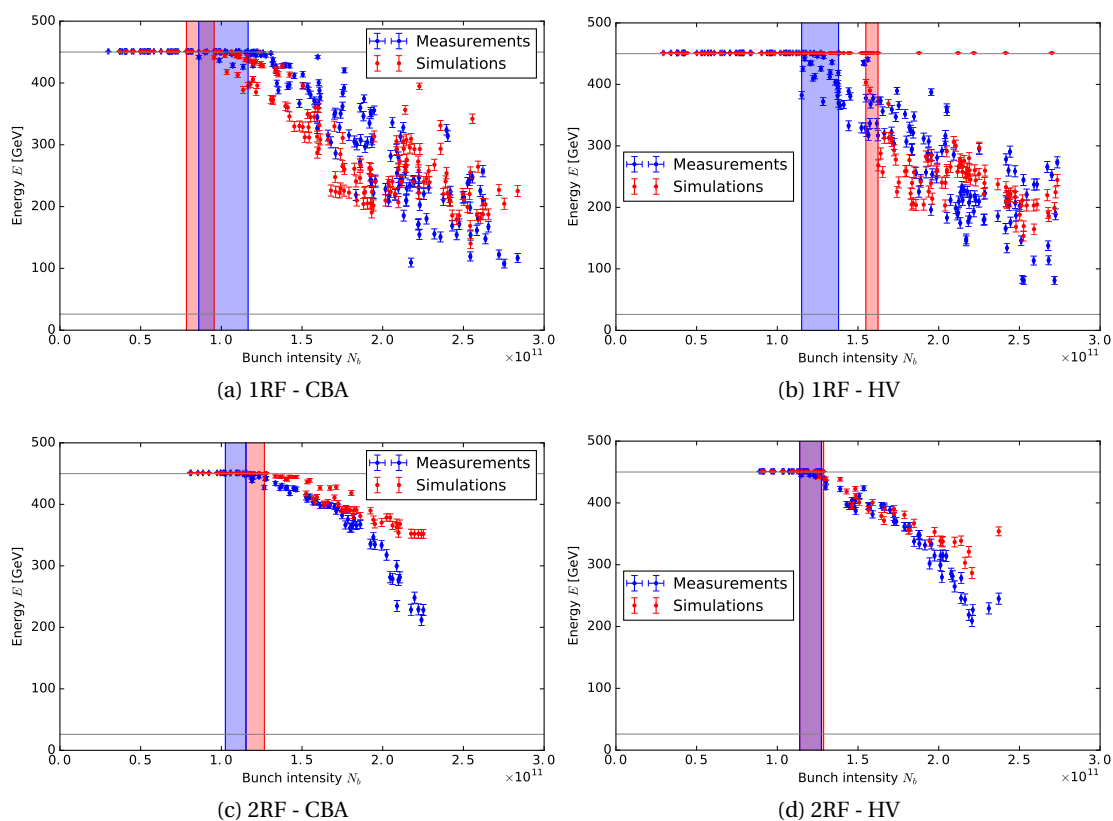 500
400
300
200
100
0
Energy E [GeV]
Measurements
Simulations
0.0 0.5 1.0 1.5 2.0 2.5 3.0
Bunch intensity N_b
×10^11
(a) 1RF - CBA
500
400
300
200
100
0
Energy E [GeV]
Measurements
Simulations
0.0 0.5 1.0 1.5 2.0 2.5 3.0
Bunch intensity N_b
×10^11
(b) 1RF - HV
500
400
300
200
100
0
Energy E [GeV]
Measurements
Simulations
0.0 0.5 1.0 1.5 2.0 2.5 3.0
Bunch intensity N_b
×10^11
(c) 2RF - CBA
500
400
300
200
100
0
Energy E [GeV]
Measurements
Simulations
0.0 0.5 1.0 1.5 2.0 2.5 3.0
Bunch intensity N_b
×10^11
(d) 2RF - HV